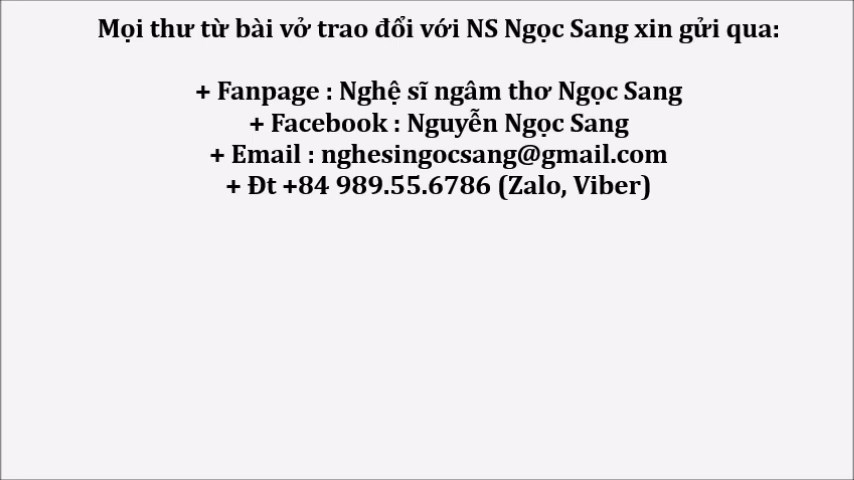 Mọi thư từ bài vở trao đổi với NS Ngọc Sang xin gửi qua:
+ Fanpage : Nghệ sĩ ngâm thơ Ngọc Sang
+ Facebook : Nguyễn Ngọc Sang
+ Email : nghesingocsang@gmail.com
+ Đt +84 989.55.6786 (Zalo, Viber)